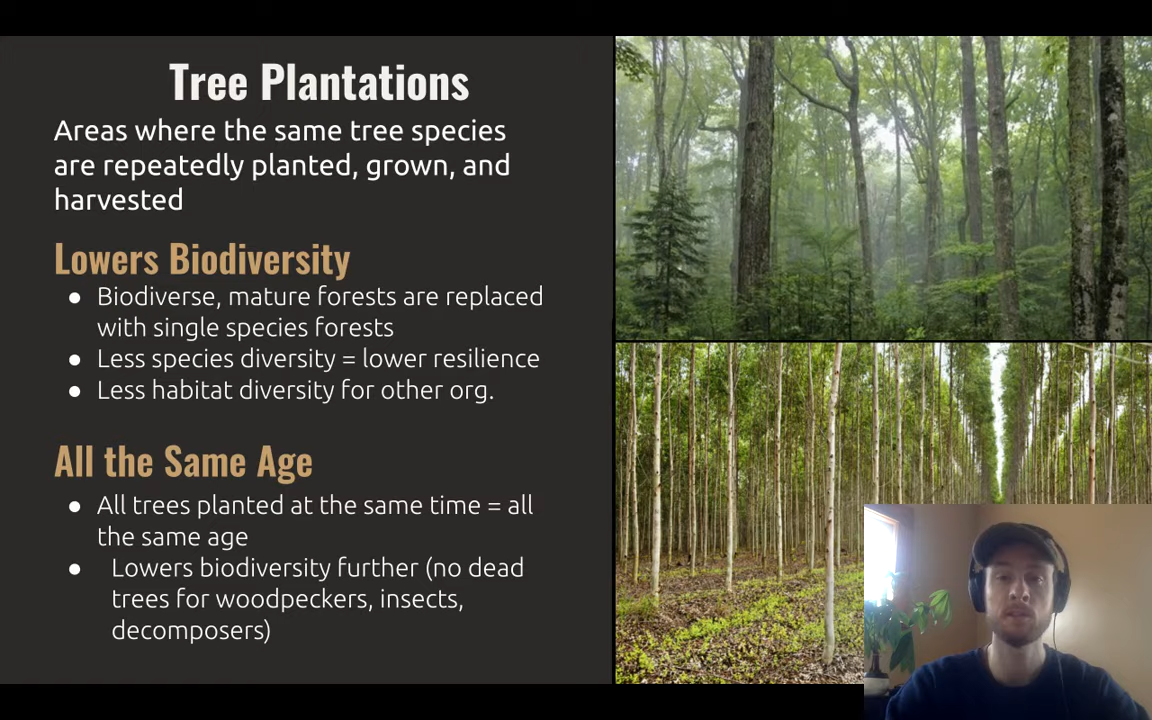 Tree Plantations
Areas where the same tree species
are repeatedly planted, grown, and
harvested
Lowers Biodiversity
● Biodiverse, mature forests are replaced
with single species forests
● Less species diversity = lower resilience
● Less habitat diversity for other org.
All the Same Age
● All trees planted at the same time = all
the same age
● Lowers biodiversity further (no dead
trees for woodpeckers, insects,
decomposers)